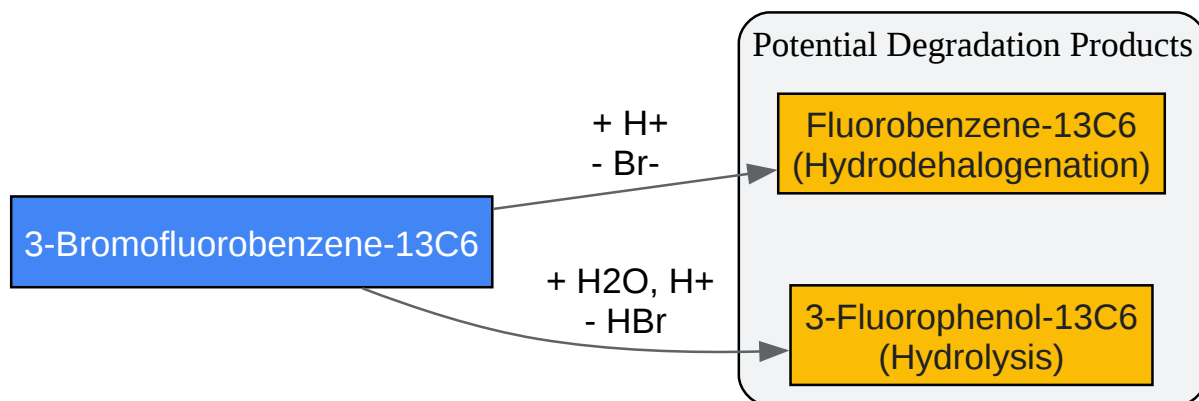 Potential Degradation Products
+ H+
- Br-
Fluorobenzene-13C6
(Hydrodehalogenation)
3-Bromofluorobenzene-13C6
+ H2O, H+
- HBr
3-Fluorophenol-13C6
(Hydrolysis)